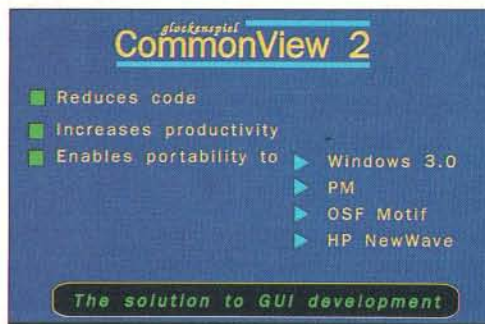 glockenspiel
CommonView 2
Reduces code
Increases productivity
Enables portability to
Windows 3.0
PM
OSF Motif
HP NewWave
The solution to GUI development